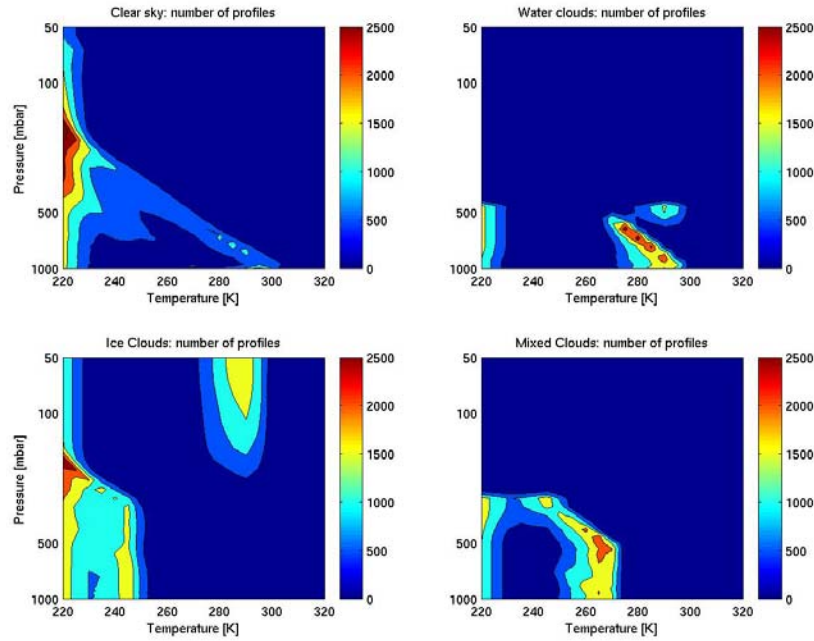 Clear sky: number of profiles
50
100
500
1000
Pressure [mbar]
220 240 260 280 300 320
Temperature [K]
2500
2000
1500
1000
500
0
Water clouds: number of profiles
50
100
500
1000
220 240 260 280 300 320
Temperature [K]
2500
2000
1500
1000
500
0
Ice Clouds: number of profiles
50
100
500
1000
Pressure [mbar]
220 240 260 280 300 320
Temperature [K]
2500
2000
1500
1000
500
0
Mixed Clouds: number of profiles
50
100
500
1000
220 240 260 280 300 320
Temperature [K]
2500
2000
1500
1000
500
0